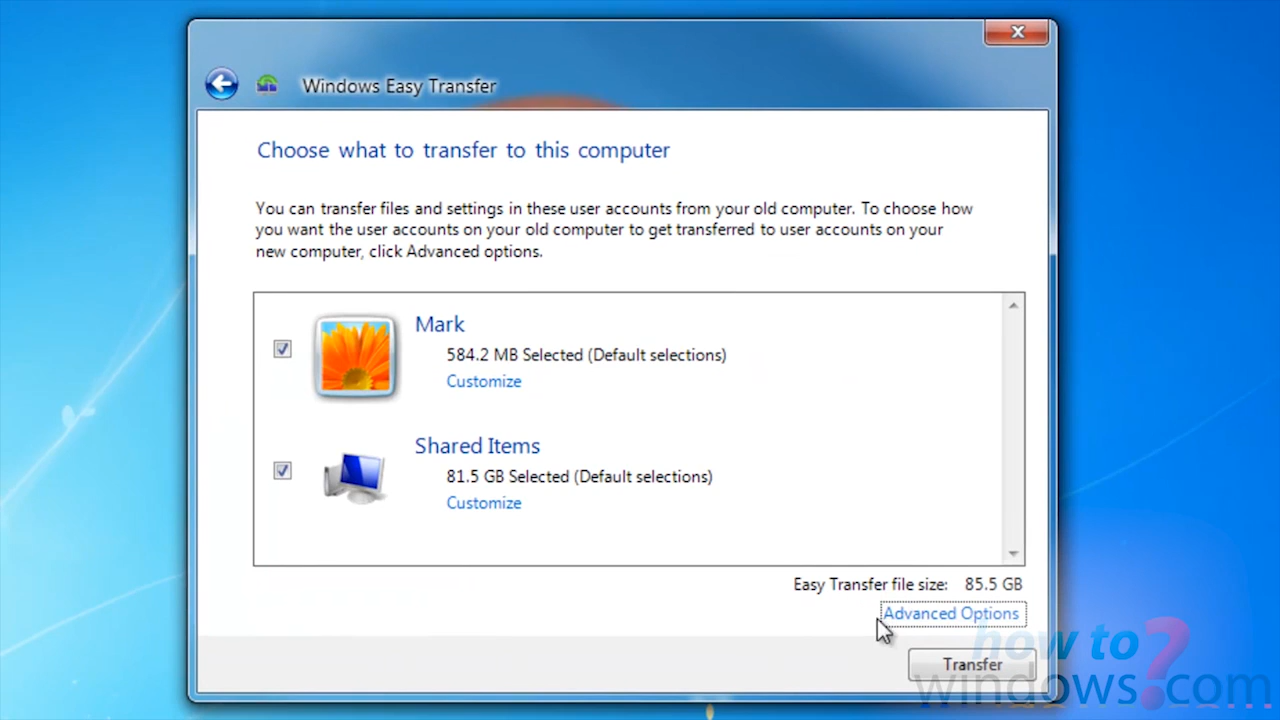 Windows Easy Transfer
Choose what to transfer to this computer
You can transfer files and settings in these user accounts from your old computer. To choose how
you want the user accounts on your old computer to get transferred to user accounts on your
new computer, click Advanced options.
Mark
584.2 MB Selected (Default selections)
Customize
Shared Items
81.5 GB Selected (Default selections)
Customize
Easy Transfer file size: 85.5 GB
Advanced Options
Transfer
how to?
windows.com